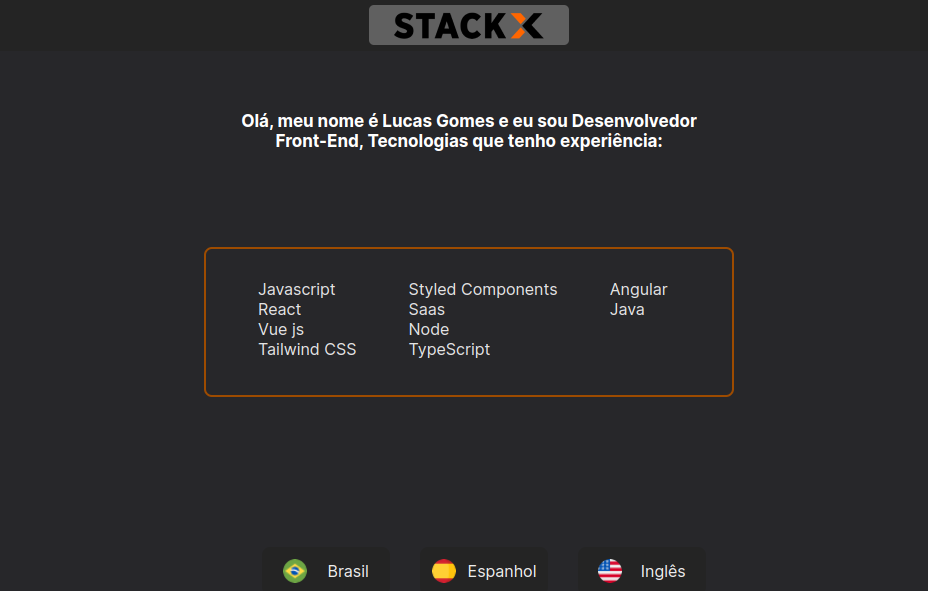 STACKX
Olá, meu nome é Lucas Gomes e eu sou Desenvolvedor
Front-End, Tecnologias que tenho experiência:
Javascript
React
Vue js
Tailwind CSS
Styled Components
Saas
Node
TypeScript
Angular
Java
Brasil
Espanhol
Inglês